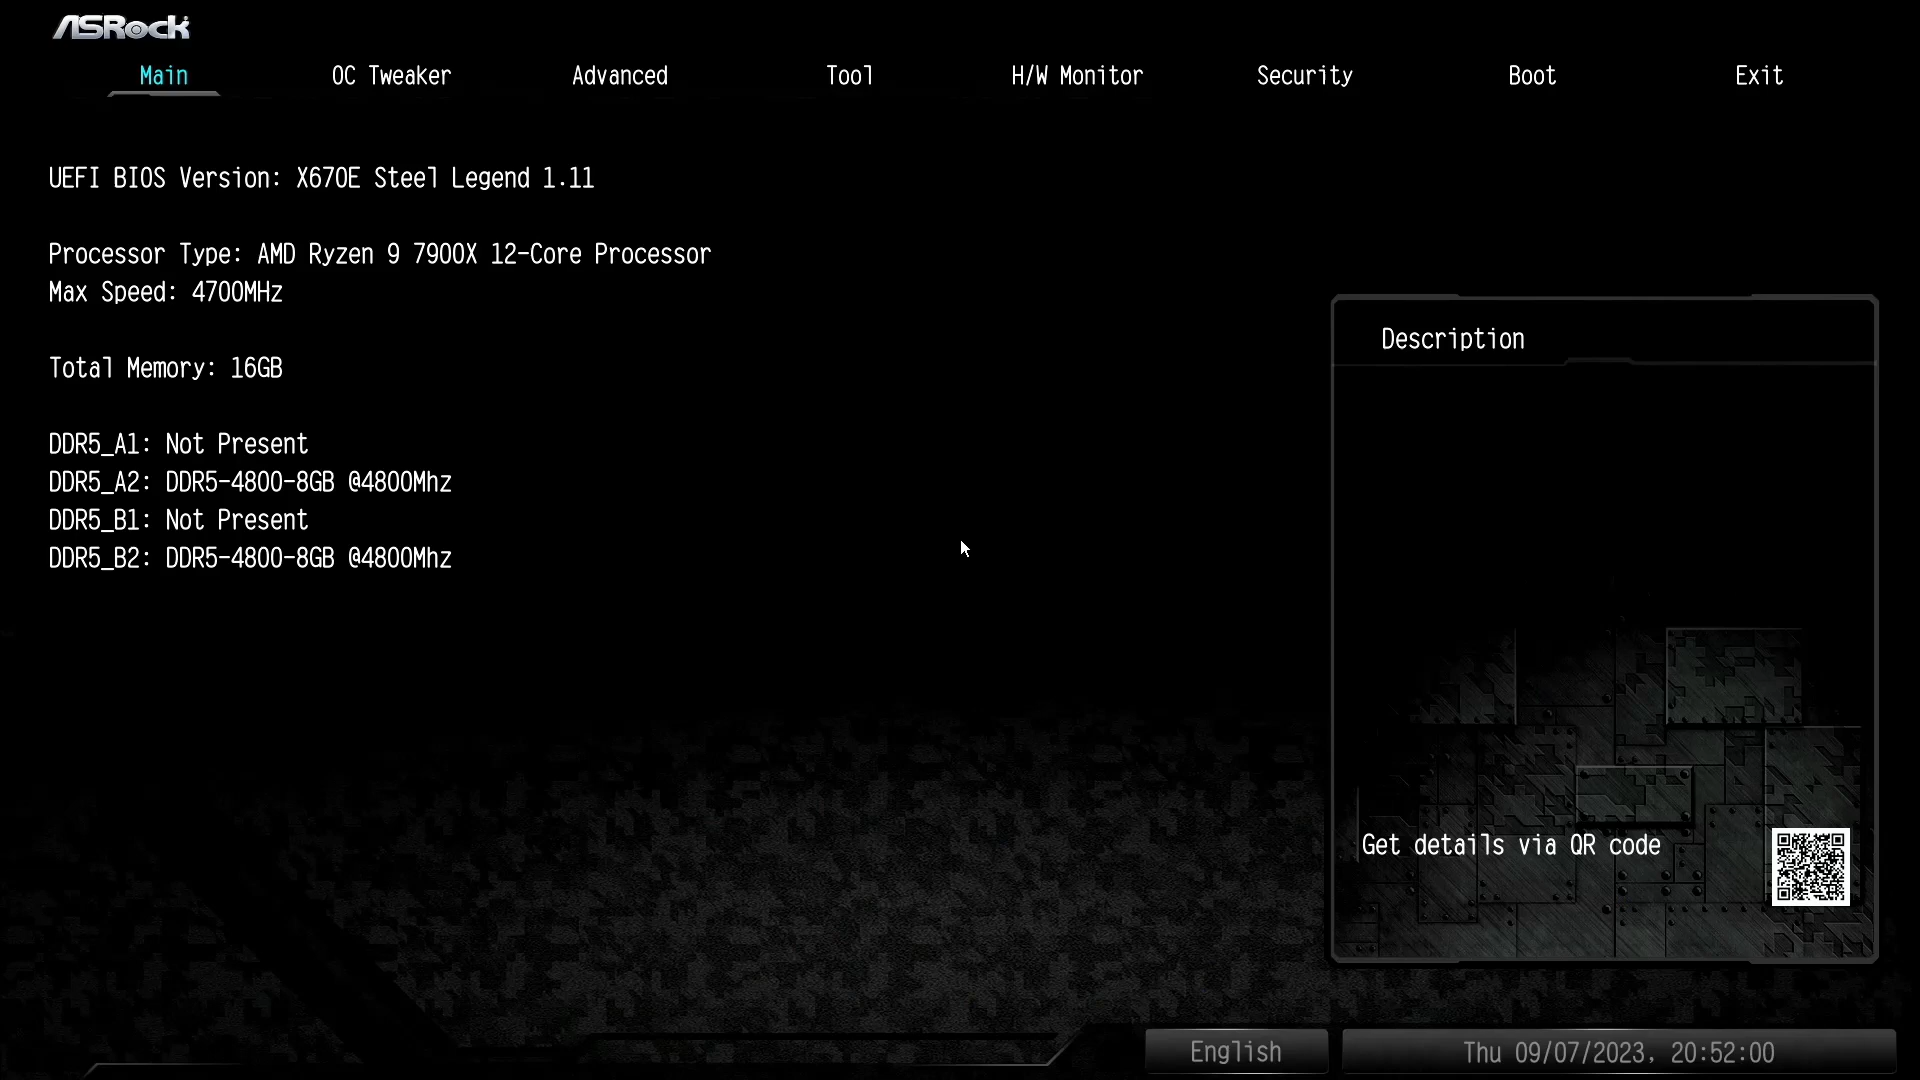 ASRock
Main OC Tweaker Advanced Tool H/W Monitor Security Boot Exit
UEFI BIOS Version: X670E Steel Legend 1.11
Processor Type: AMD Ryzen 9 7900X 12-Core Processor
Max Speed: 4700MHz
Total Memory: 16GB
DDR5_A1: Not Present
DDR5_A2: DDR5-4800-8GB @4800Mhz
DDR5_B1: Not Present
DDR5_B2: DDR5-4800-8GB @4800Mhz
Description
Get details via QR code
English
Thu 09/07/2023, 20:52:00